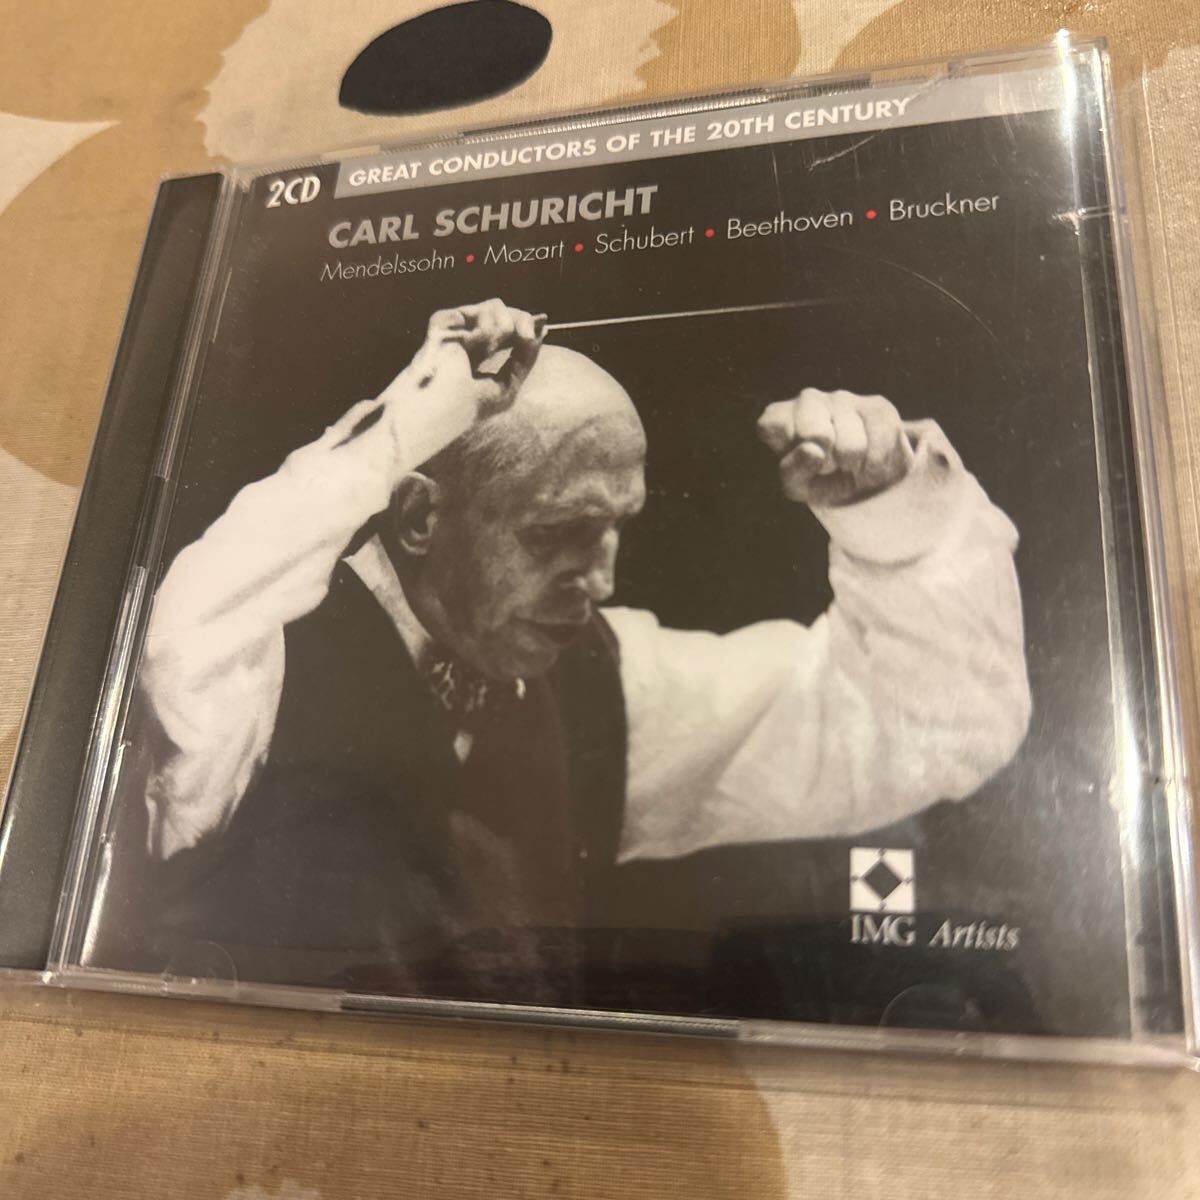 2CD GREAT CONDUCTORS OF THE 20TH CENTURY
CARL SCHURICHT
Mendelssohn • Mozart • Schubert • Beethoven • Bruckner
IMG Artists